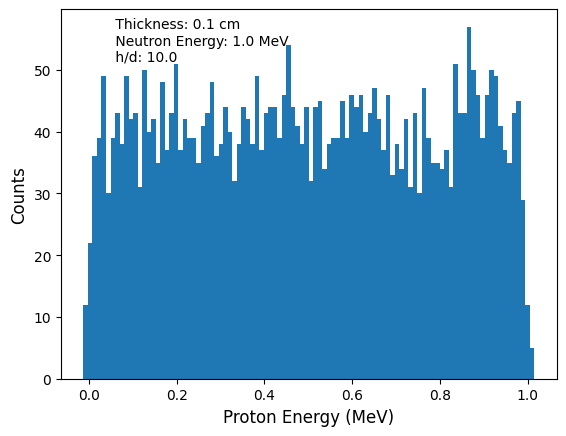 Thickness: 0.1 cm
Neutron Energy: 1.0 MeV
h/d: 10.0
50
40
30
20
10
0
Counts
0.0 0.2 0.4 0.6 0.8 1.0
Proton Energy (MeV)